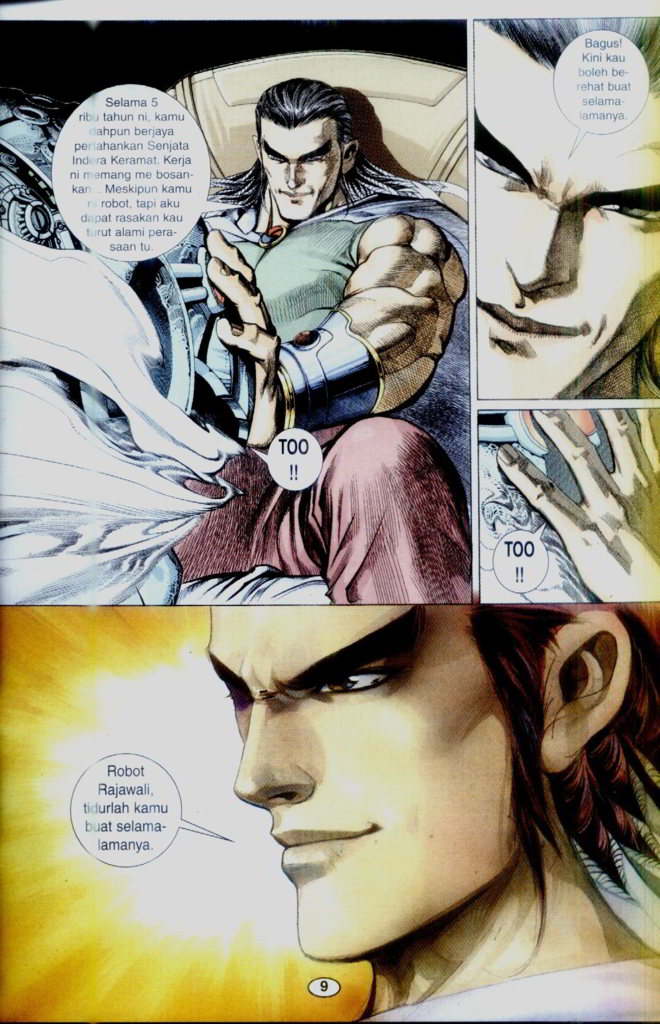 Selama 5
ribu tahun ni, kamu
dahpun berjaya
pertahankan Senjata
Indera Keramat. Kerja
ni memang me bosan-
kan... Meskipun kamu
ni robot, tapi aku
dapat rasakan kau
turut alami pera-
saan tu.
Bagus!
Kini kau
boleh be-
rehat buat
selama-
lamanya.
TOO
!!
TOO
!!
Robot
Rajawali,
tidurlah kamu
buat selama-
lamanya.
9